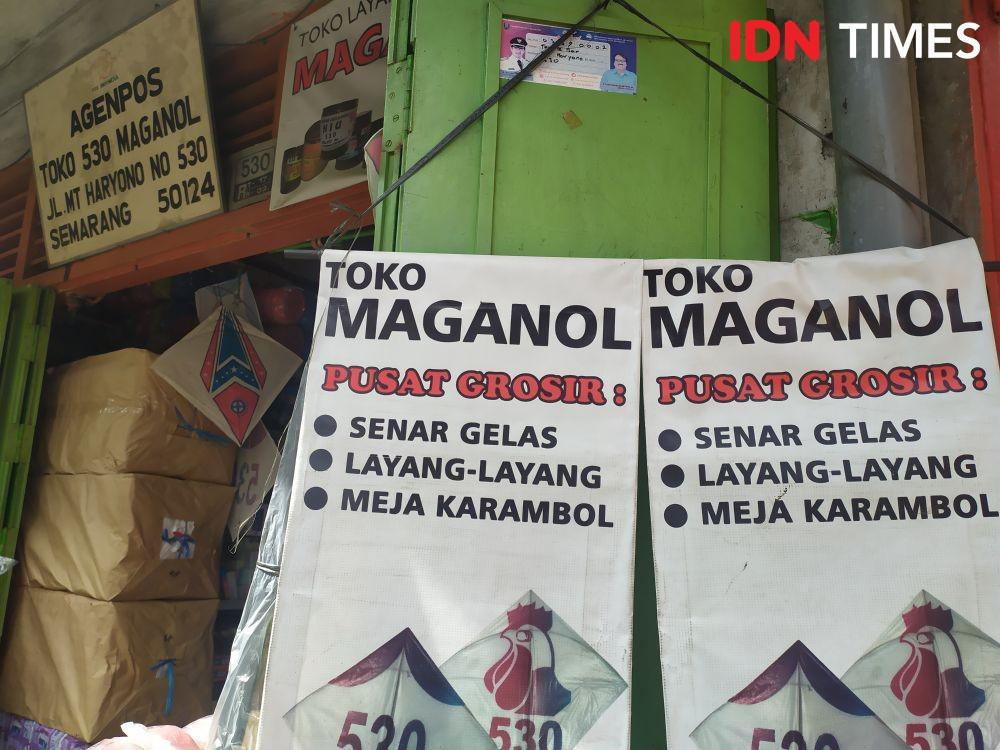 IDN TIMES
AGENPOS
TOKO 530 MAGANOL
JL.MT HARYONO NO 530
SEMARANG 50124
TOKO LAYA
MAGA
530
TOKO
MAGANOL
PUSAT GROSIR :
● SENAR GELAS
● LAYANG-LAYANG
● MEJA KARAMBOL
530
530
TOKO
MAGANOL
PUSAT GROSIR :
● SENAR GELAS
● LAYANG-LAYANG
● MEJA KARAMBOL
530
530